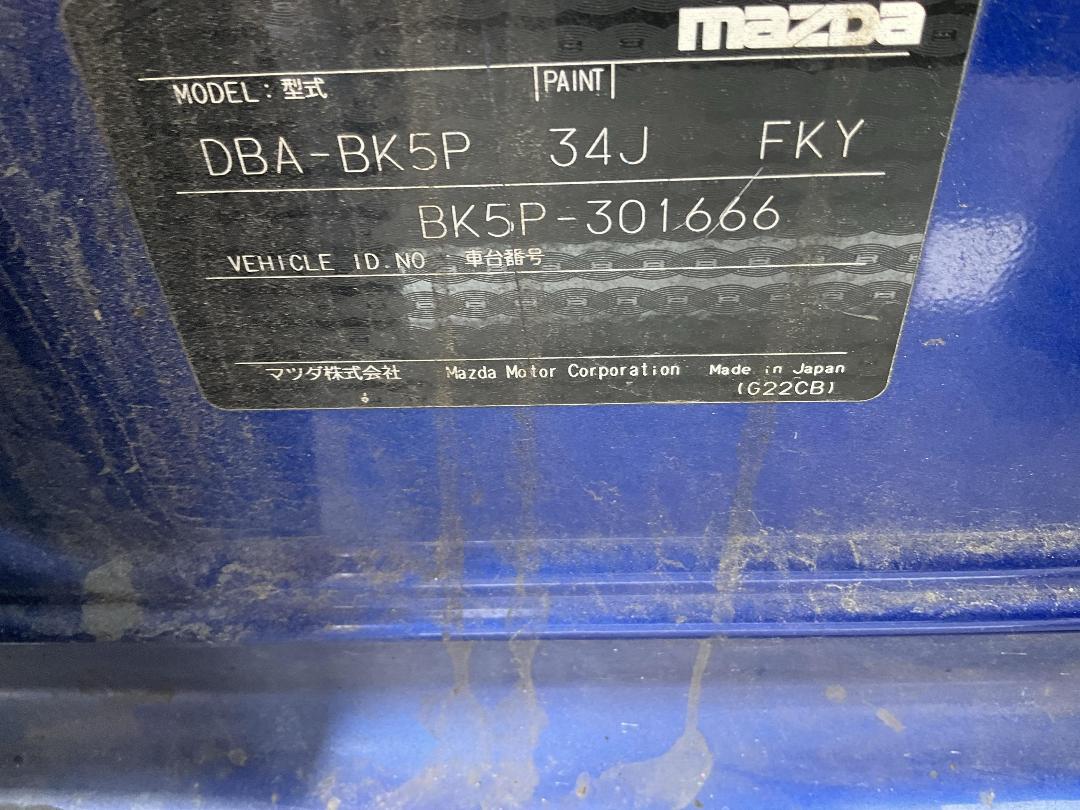 mazda
MODEL: 型式 PAINT
DBA-BK5P 34J FKY
BK5P-301666
VEHICLE ID.NO 車台番号
マツダ株式会社 Mazda Motor Corporation Made in Japan
(G22CB)